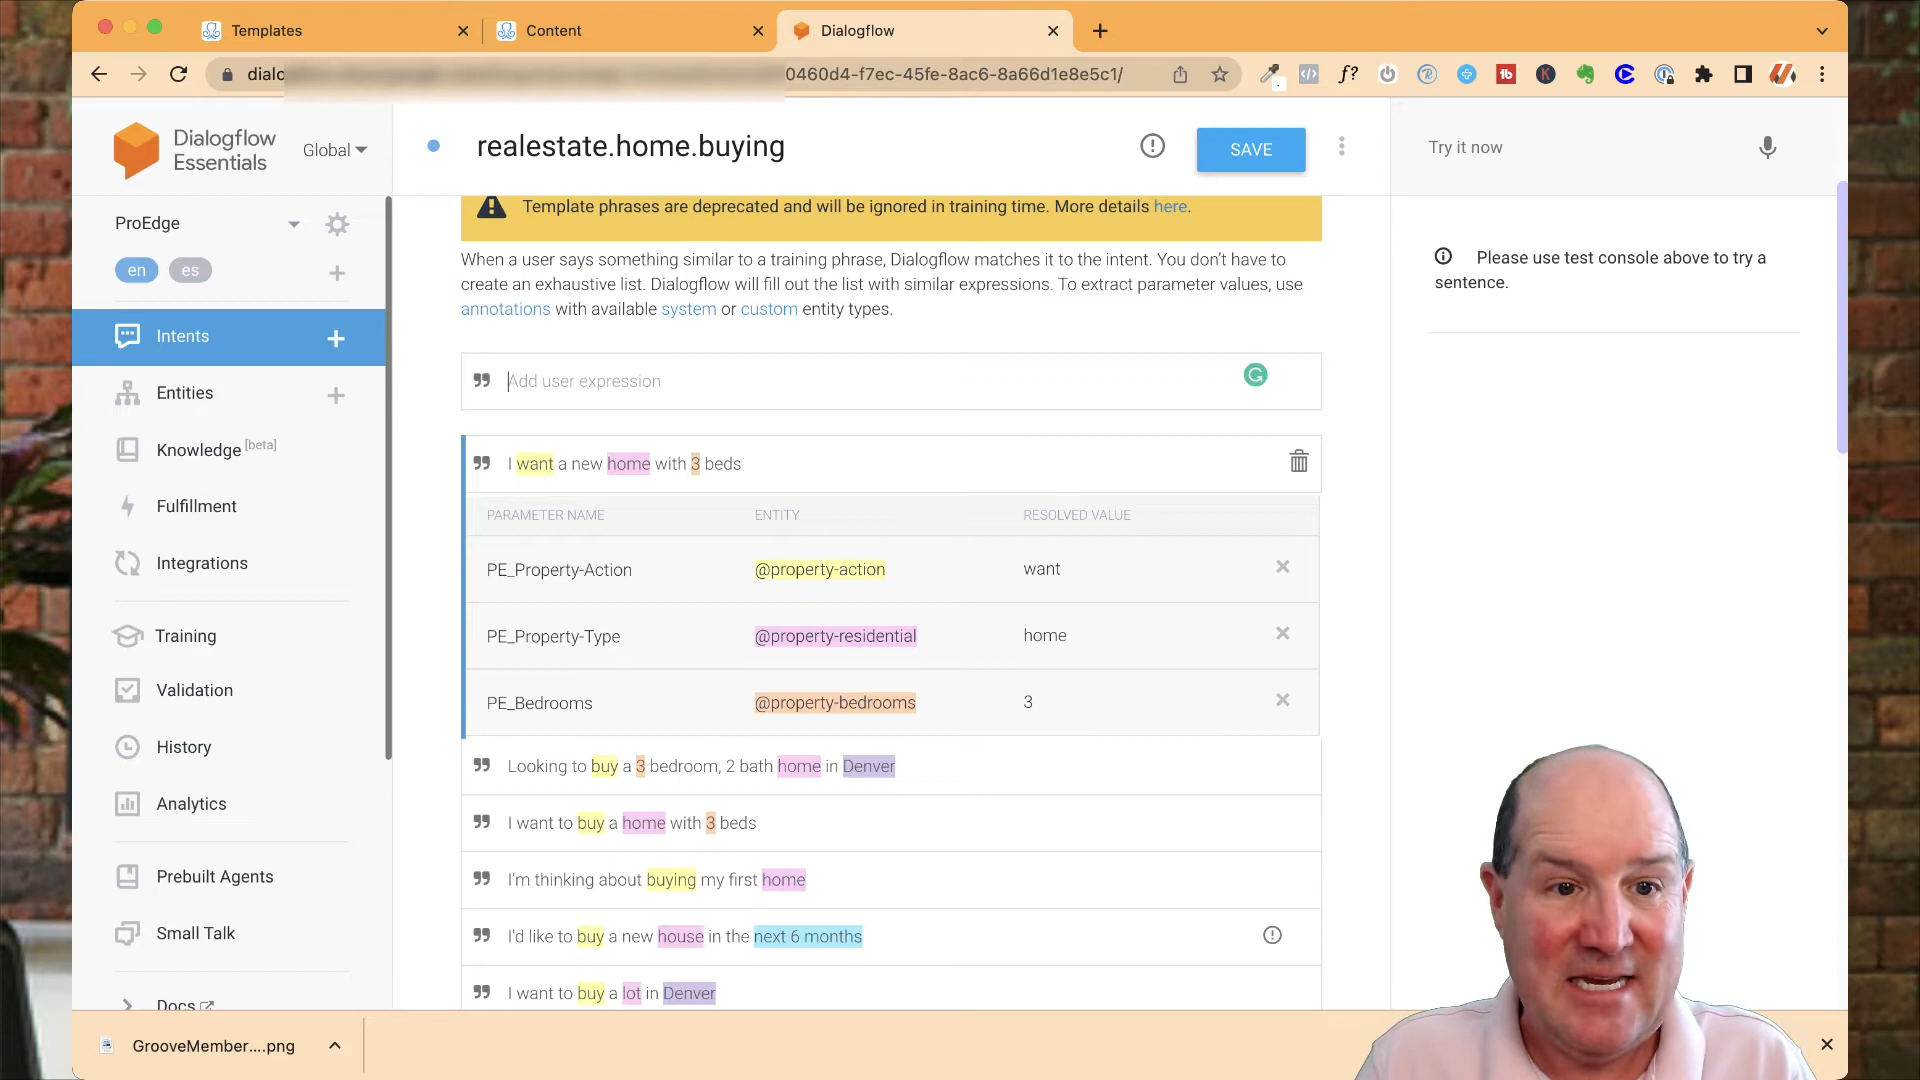 Templates
Content
Dialogflow
dialo
0460d4-f7ec-45fe-8ac6-8a66d1e8e5c1/
f?
Dialogflow
Essentials
Global
realestate.home.buying
SAVE
Try it now
ProEdge
en
es
Template phrases are deprecated and will be ignored in training time. More details here.
When a user says something similar to a training phrase, Dialogflow matches it to the intent. You don't have to
create an exhaustive list. Dialogflow will fill out the list with similar expressions. To extract parameter values, use
annotations with available system or custom entity types.
Please use test console above to try a
sentence.
Intents
Entities
Knowledge [beta]
Fulfillment
Integrations
Training
Validation
History
Analytics
Prebuilt Agents
Small Talk
Docs
Add user expression
I want a new home with 3 beds
PARAMETER NAME ENTITY RESOLVED VALUE
PE_Property-Action @property-action want
PE_Property-Type @property-residential home
PE_Bedrooms @property-bedrooms 3
Looking to buy a 3 bedroom, 2 bath home in Denver
I want to buy a home with 3 beds
I'm thinking about buying my first home
I'd like to buy a new house in the next 6 months
I want to buy a lot in Denver
GrooveMember....png